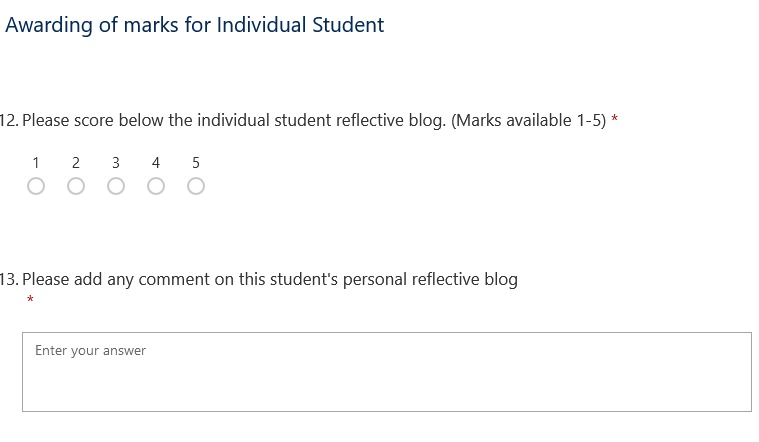 Awarding of marks for Individual Student
12. Please score below the individual student reflective blog. (Marks available 1-5) *
1 2 3 4 5
13. Please add any comment on this student's personal reflective blog
*
Enter your answer